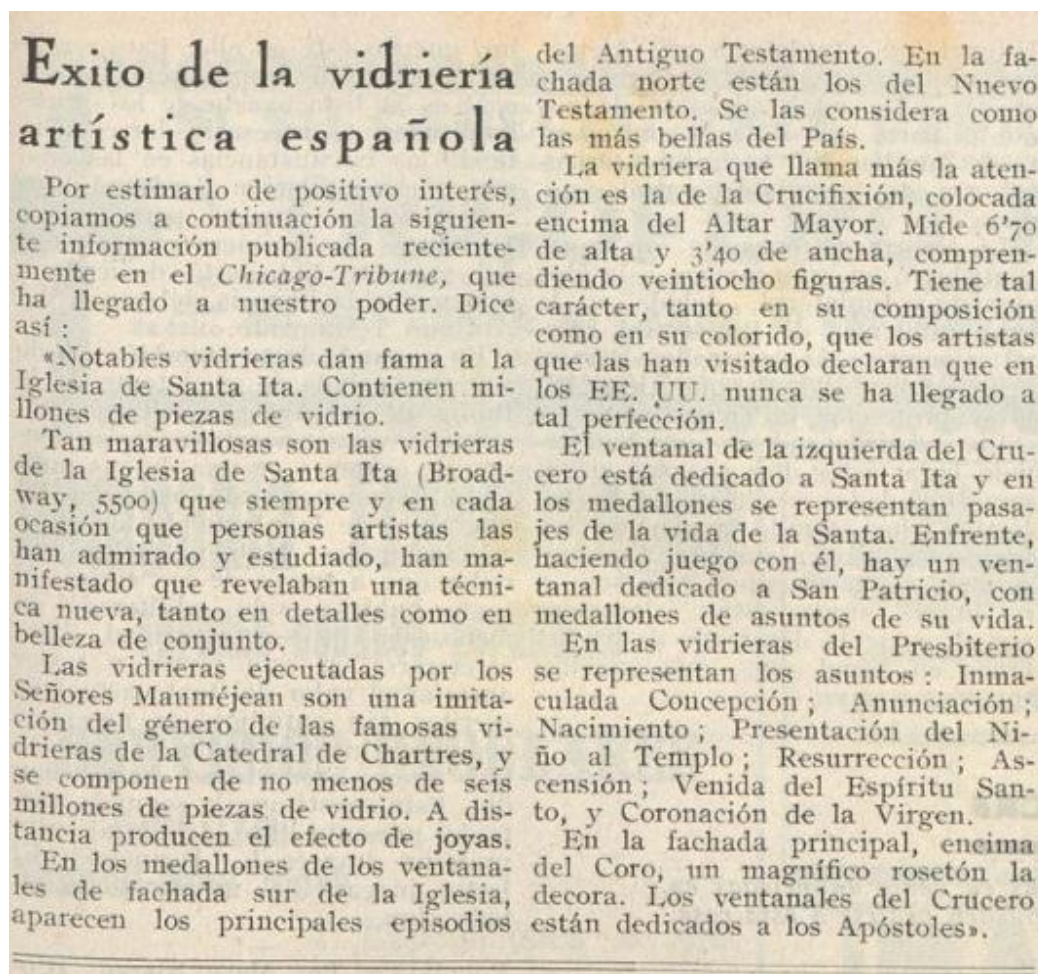 Exito de la vidriería
artística española
Por estimarlo de positivo interés,
copiamos a continuación la siguien-
te información publicada reciente-
mente en el Chicago-Tribune, que
ha llegado a nuestro poder. Dice
así :
«Notables vidrieras dan fama a la
Iglesia de Santa Ita. Contienen mi-
llones de piezas de vidrio.
Tan maravillosas son las vidrieras
de la Iglesia de Santa Ita (Broad-
way, 5500) que siempre y en cada
ocasión que personas artistas las
han admirado y estudiado, han ma-
nifestado que revelaban una técni-
ca nueva, tanto en detalles como en
belleza de conjunto.
Las vidrieras ejecutadas por los
Señores Mauméjean son una imita-
ción del género de las famosas vi-
drieras de la Catedral de Chartres, y
se componen de no menos de seis
millones de piezas de vidrio. A dis-
tancia producen el efecto de joyas.
En los medallones de los ventana-
les de fachada sur de la Iglesia,
aparecen los principales episodios
del Antiguo Testamento. En la fa-
chada norte están los del Nuevo
Testamento. Se las considera como
las más bellas del País.
La vidriera que llama más la aten-
ción es la de la Crucifixión, colocada
encima del Altar Mayor. Mide 6'70
de alta y 3'40 de ancha, compren-
diendo veintiocho figuras. Tiene tal
carácter, tanto en su composición
como en su colorido, que los artistas
que las han visitado declaran que en
los EE. UU. nunca se ha llegado a
tal perfección.
El ventanal de la izquierda del Cru-
cero está dedicado a Santa Ita y en
los medallones se representan pasa-
jes de la vida de la Santa. Enfrente,
haciendo juego con él, hay un ven-
tanal dedicado a San Patricio, con
medallones de asuntos de su vida.
En las vidrieras del Presbiterio
se representan los asuntos : Inma-
culada Concepción ; Anunciación ;
Nacimiento ; Presentación del Ni-
ño al Templo ; Resurrección ; As-
censión ; Venida del Espíritu San-
to, y Coronación de la Virgen.
En la fachada principal, encima
del Coro, un magnífico rosetón la
decora. Los ventanales del Crucero
están dedicados a los Apóstoles».